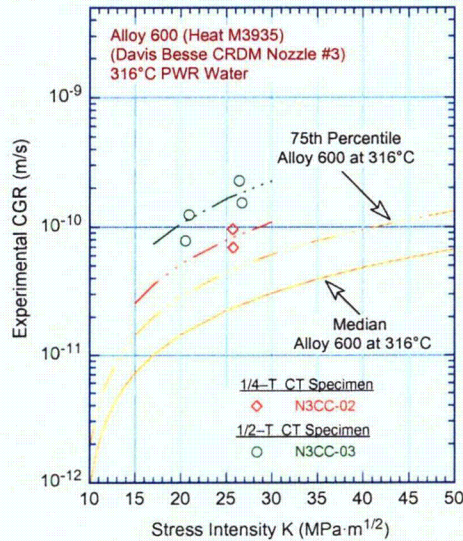 Alloy 600 (Heat M3935)
(Davis Besse CRDM Nozzle #3)
316°C PWR Water
10⁻⁹
75th Percentile
Alloy 600 at 316°C
Experimental CGR (m/s)
10⁻¹⁰
Median
Alloy 600 at 316°C
10⁻¹¹
1/4–T CT Specimen
N3CC-02
1/2–T CT Specimen
N3CC-03
10⁻¹²
10 15 20 25 30 35 40 45 50
Stress Intensity K (MPa·m¹/²)